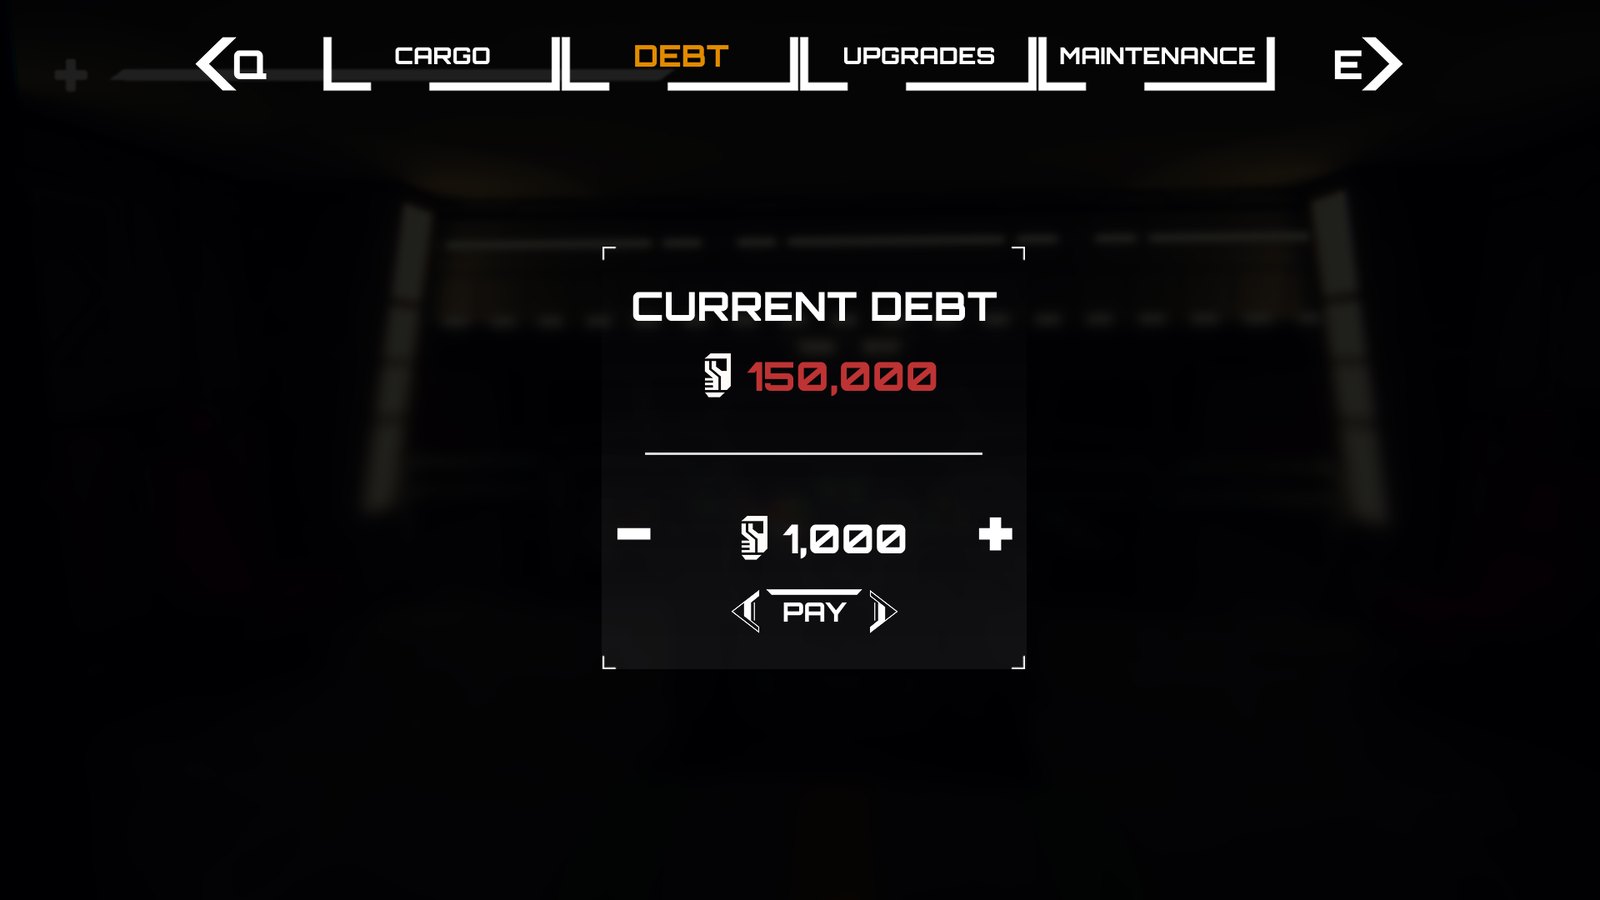 Q CARGO DEBT UPGRADES MAINTENANCE E
CURRENT DEBT
150,000
1,000
PAY